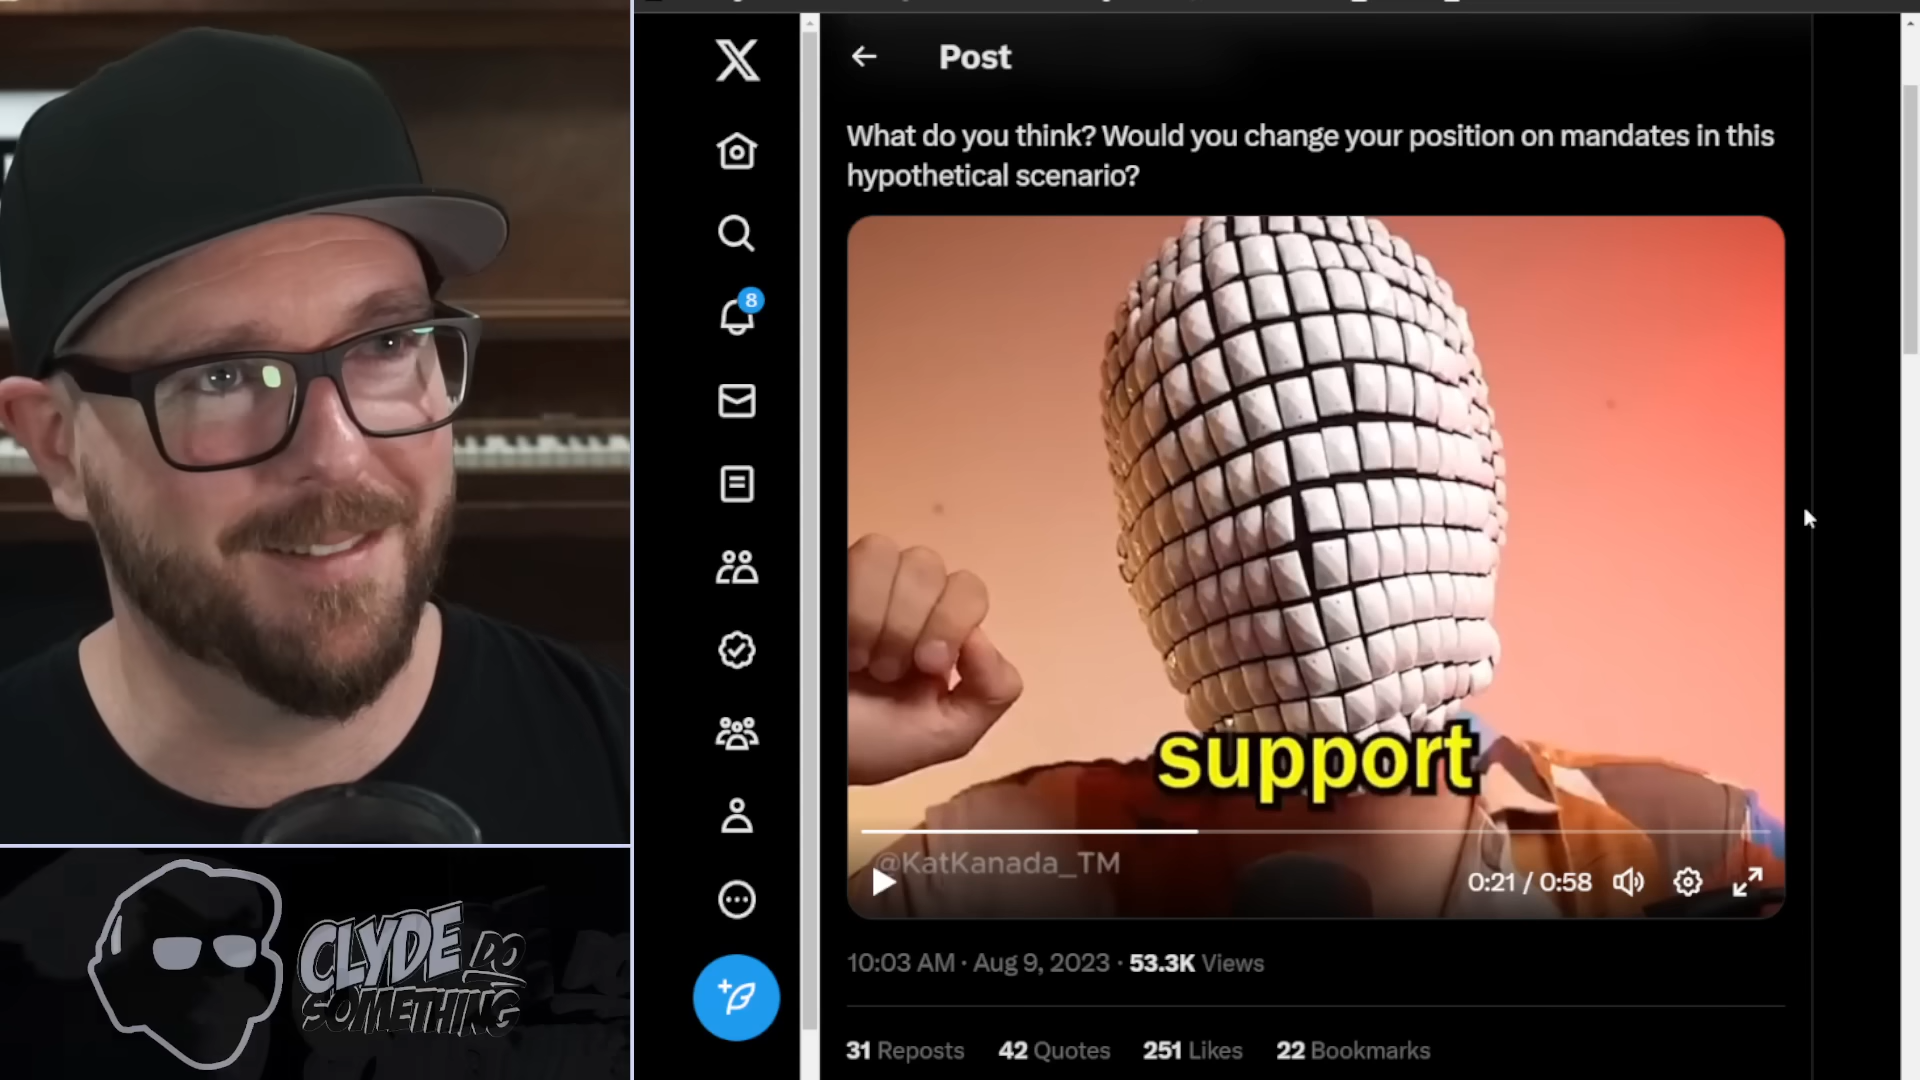 Post
What do you think? Would you change your position on mandates in this
hypothetical scenario?
8
support
@KatKanada_TM
0:21 / 0:58
10:03 AM · Aug 9, 2023 · 53.3K Views
31 Reposts 42 Quotes 251 Likes 22 Bookmarks
CLYDE DO
SOMETHING